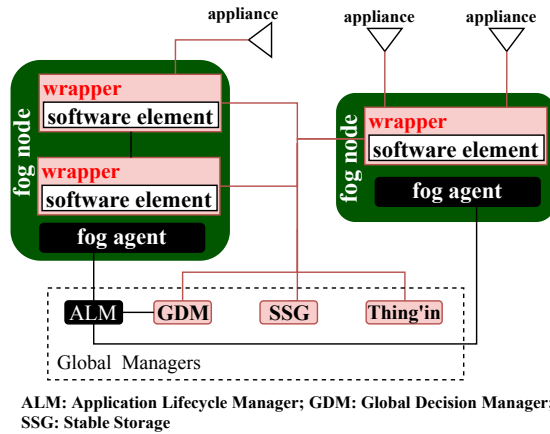 appliance
appliance
appliance
wrapper
software element
wrapper
software element
fog agent
fog node
wrapper
software element
fog agent
fog node
ALM
GDM
SSG
Thing'in
Global Managers
ALM: Application Lifecycle Manager; GDM: Global Decision Manager;
SSG: Stable Storage